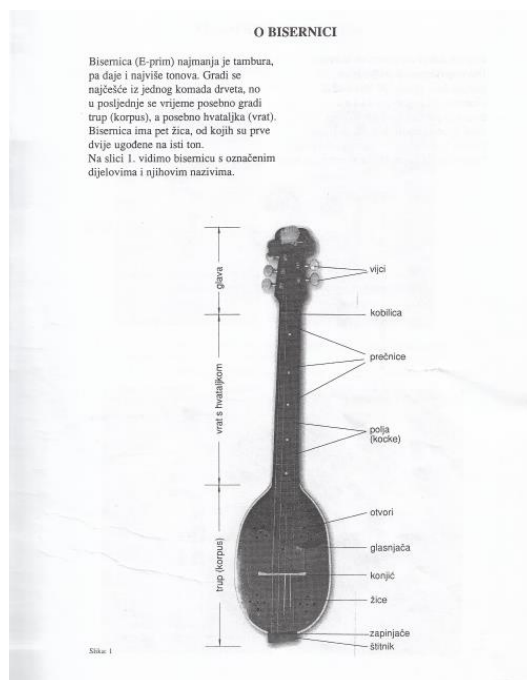 O BISERNICI
Bisernica (E-prim) najmanja je tambura,
pa daje i najviše tonova. Gradi se
najčešće iz jednog komada drveta, no
u posljednje se vrijeme posebno gradi
trup (korpus), a posebno hvataljka (vrat).
Bisernica ima pet žica, od kojih su prve
dvije ugođene na isti ton.
Na slici 1. vidimo bisernicu s označenim
dijelovima i njihovim nazivima.
glava
vijci
kobilica
vrat s hvataljkom
prečnice
polja
(kocke)
trup (korpus)
otvori
glasnjača
konjić
žice
zapinjače
štitnik
Slika: 1